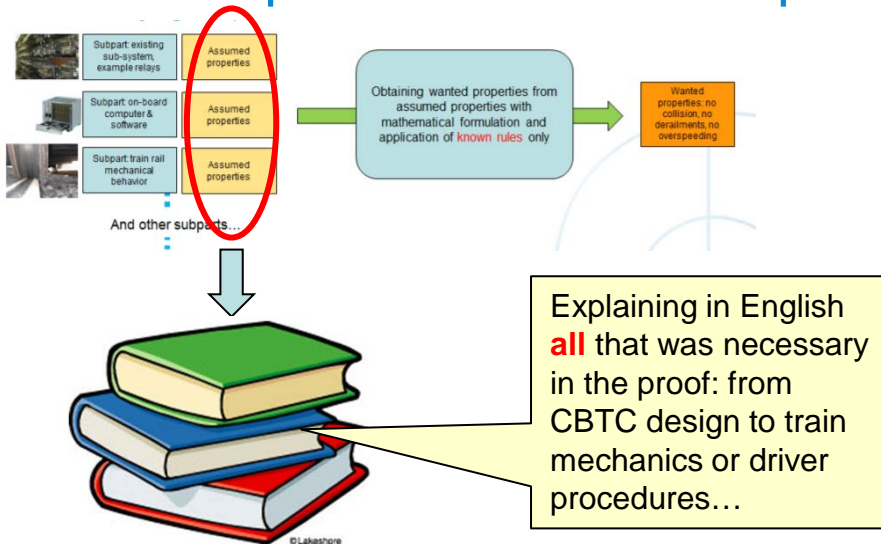 Subpart: existing
sub-system,
example relays
Assumed
properties
Subpart: on-board
computer &
software
Assumed
properties
Subpart: train rail
mechanical
behavior
Assumed
properties
And other subparts…
Obtaining wanted properties from
assumed properties with
mathematical formulation and
application of known rules only
Wanted
properties: no
collision, no
derailments, no
overspeeding
Explaining in English
all that was necessary
in the proof: from
CBTC design to train
mechanics or driver
procedures…
©Lakeshore